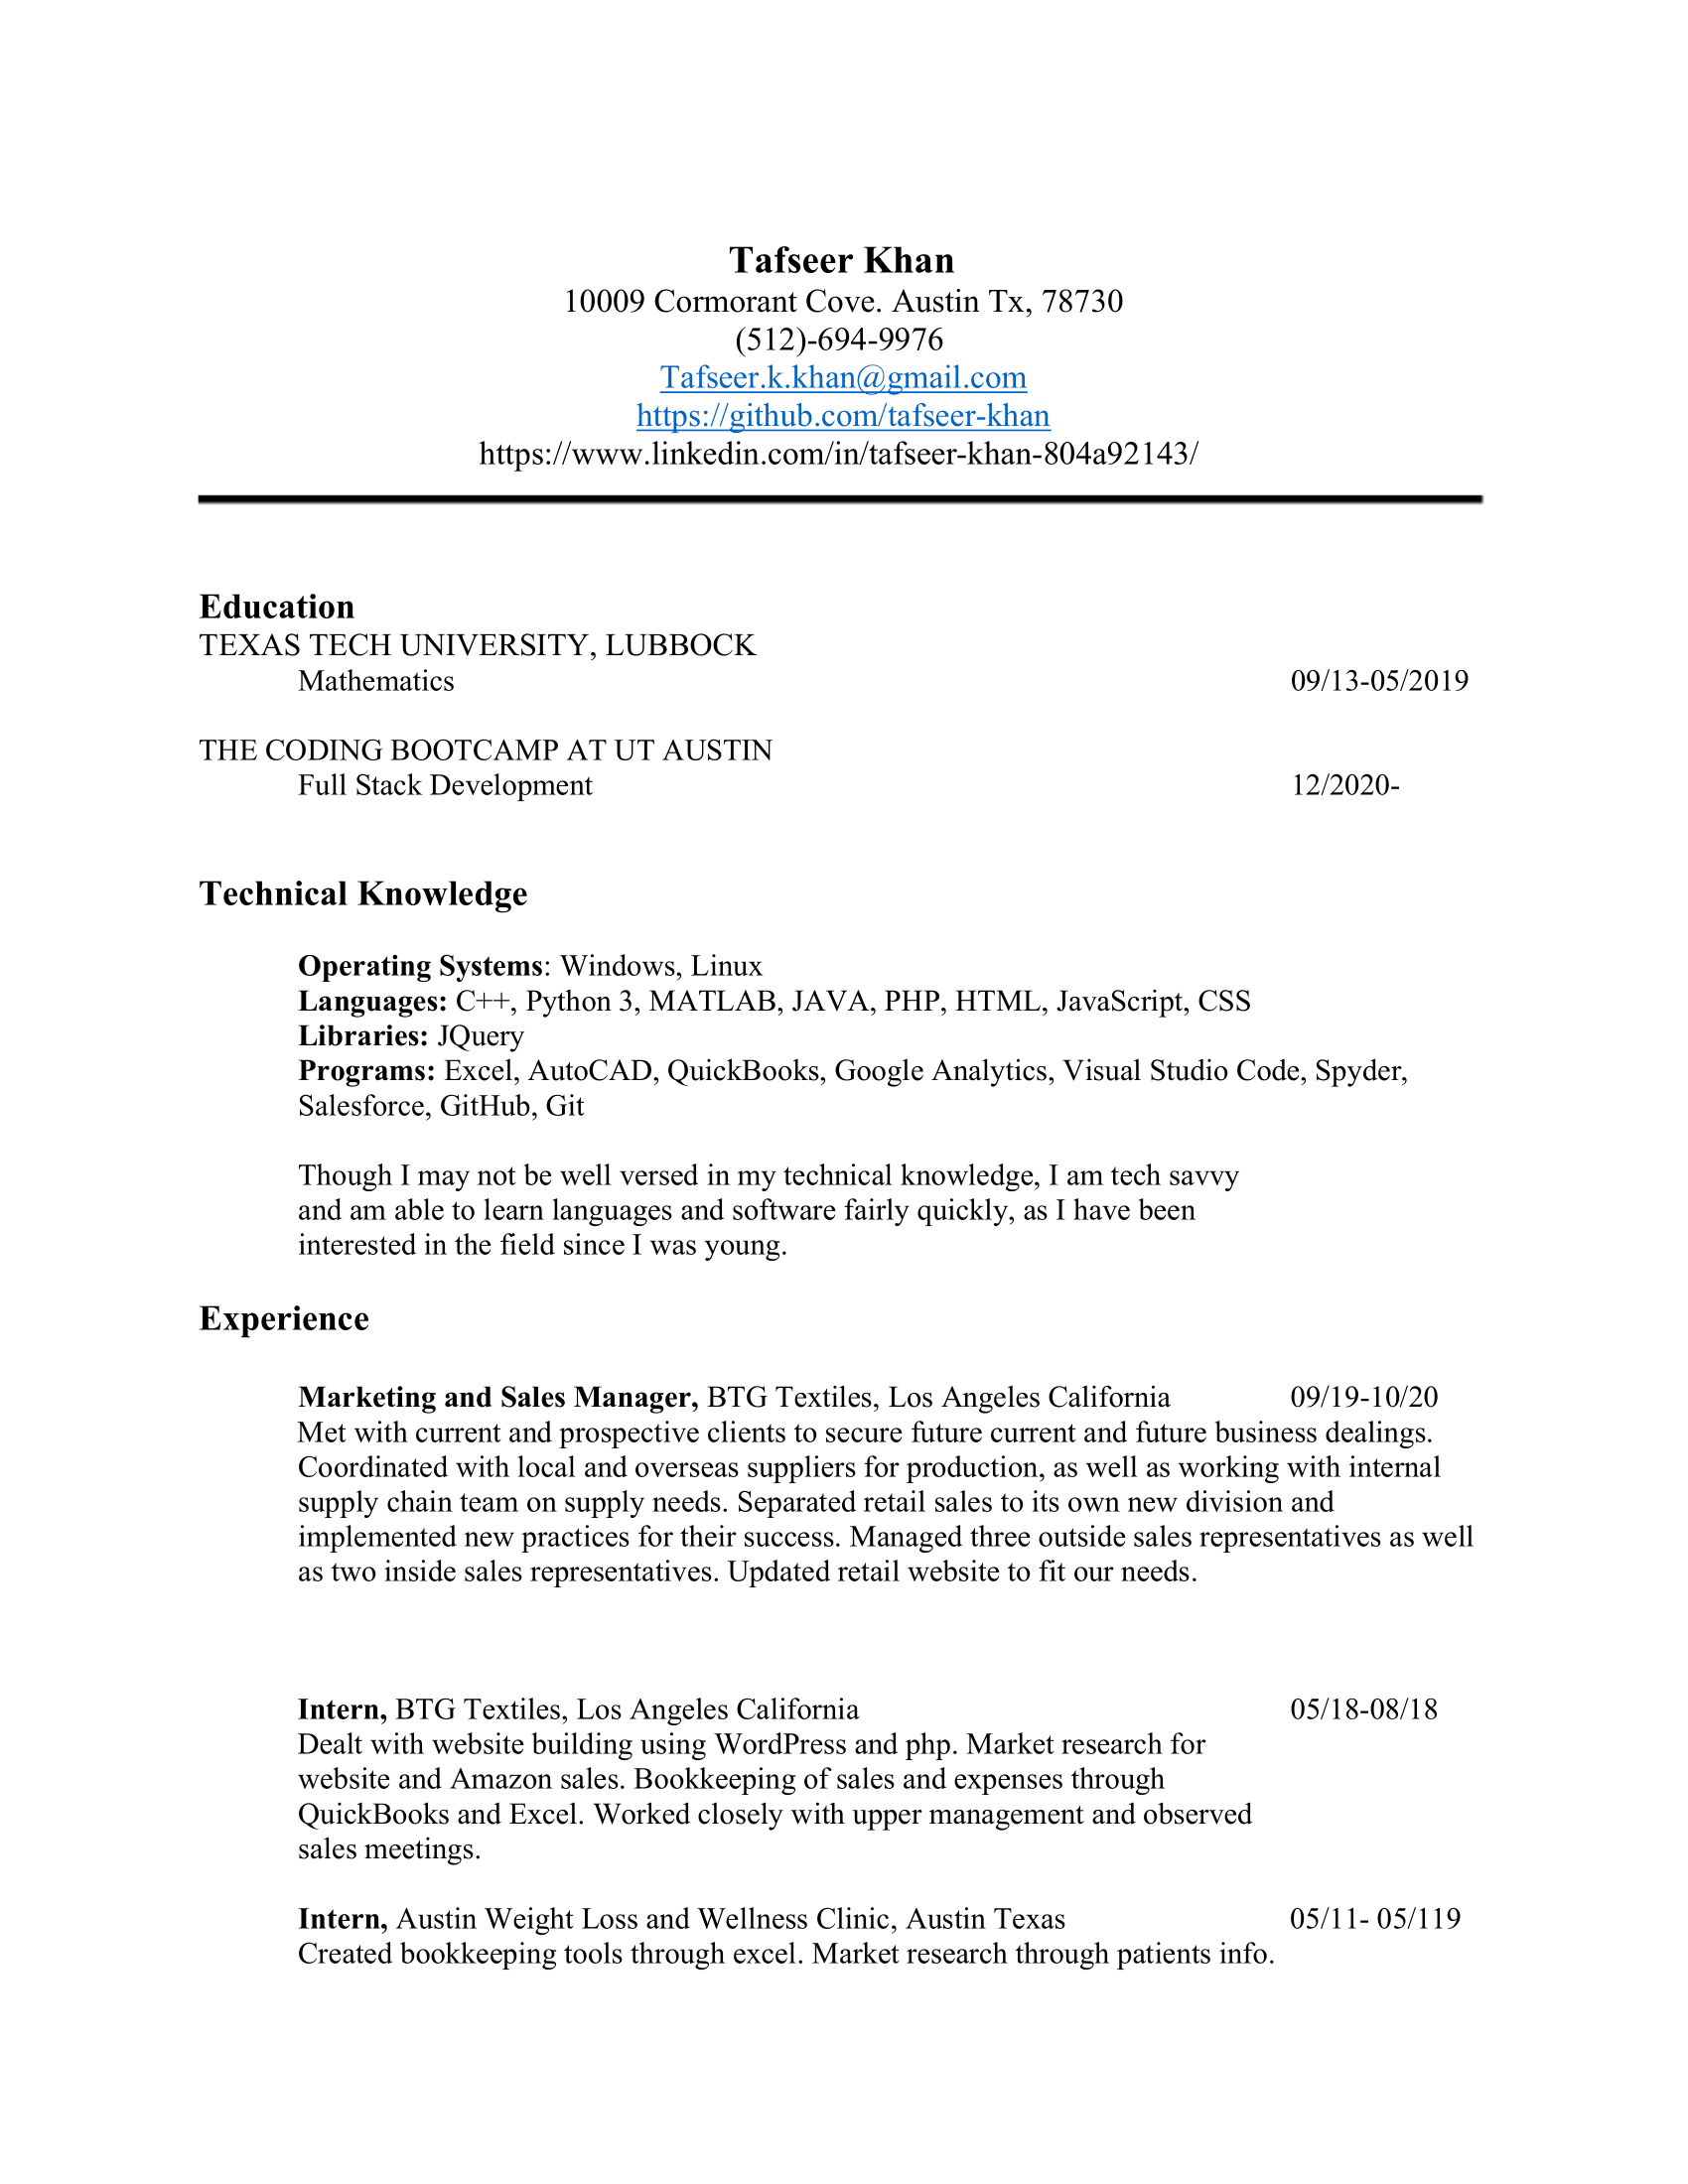 Tafseer Khan
10009 Cormorant Cove. Austin Tx, 78730
(512)-694-9976
Tafseer.k.khan@gmail.com
https://github.com/tafseer-khan
https://www.linkedin.com/in/tafseer-khan-804a92143/
Education
TEXAS TECH UNIVERSITY, LUBBOCK
Mathematics 09/13-05/2019
THE CODING BOOTCAMP AT UT AUSTIN
Full Stack Development 12/2020-
Technical Knowledge
Operating Systems: Windows, Linux
Languages: C++, Python 3, MATLAB, JAVA, PHP, HTML, JavaScript, CSS
Libraries: JQuery
Programs: Excel, AutoCAD, QuickBooks, Google Analytics, Visual Studio Code, Spyder,
Salesforce, GitHub, Git
Though I may not be well versed in my technical knowledge, I am tech savvy
and am able to learn languages and software fairly quickly, as I have been
interested in the field since I was young.
Experience
Marketing and Sales Manager, BTG Textiles, Los Angeles California 09/19-10/20
Met with current and prospective clients to secure future current and future business dealings.
Coordinated with local and overseas suppliers for production, as well as working with internal
supply chain team on supply needs. Separated retail sales to its own new division and
implemented new practices for their success. Managed three outside sales representatives as well
as two inside sales representatives. Updated retail website to fit our needs.
Intern, BTG Textiles, Los Angeles California 05/18-08/18
Dealt with website building using WordPress and php. Market research for
website and Amazon sales. Bookkeeping of sales and expenses through
QuickBooks and Excel. Worked closely with upper management and observed
sales meetings.
Intern, Austin Weight Loss and Wellness Clinic, Austin Texas 05/11- 05/119
Created bookkeeping tools through excel. Market research through patients info.